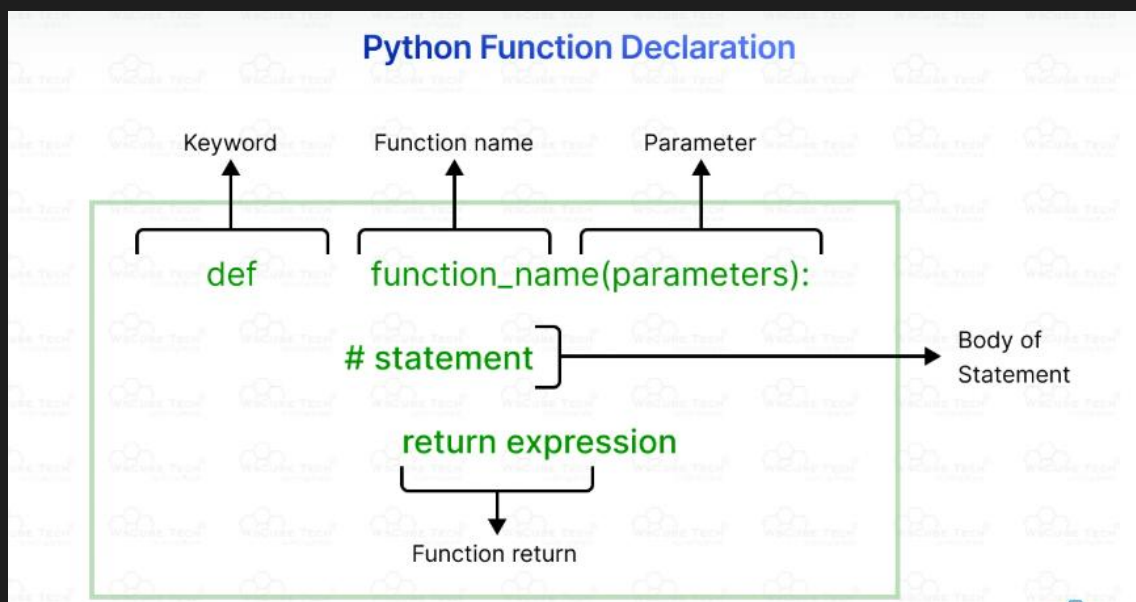 Python Function Declaration
Keyword Function name Parameter
def function_name(parameters):
# statement
Body of
Statement
return expression
Function return